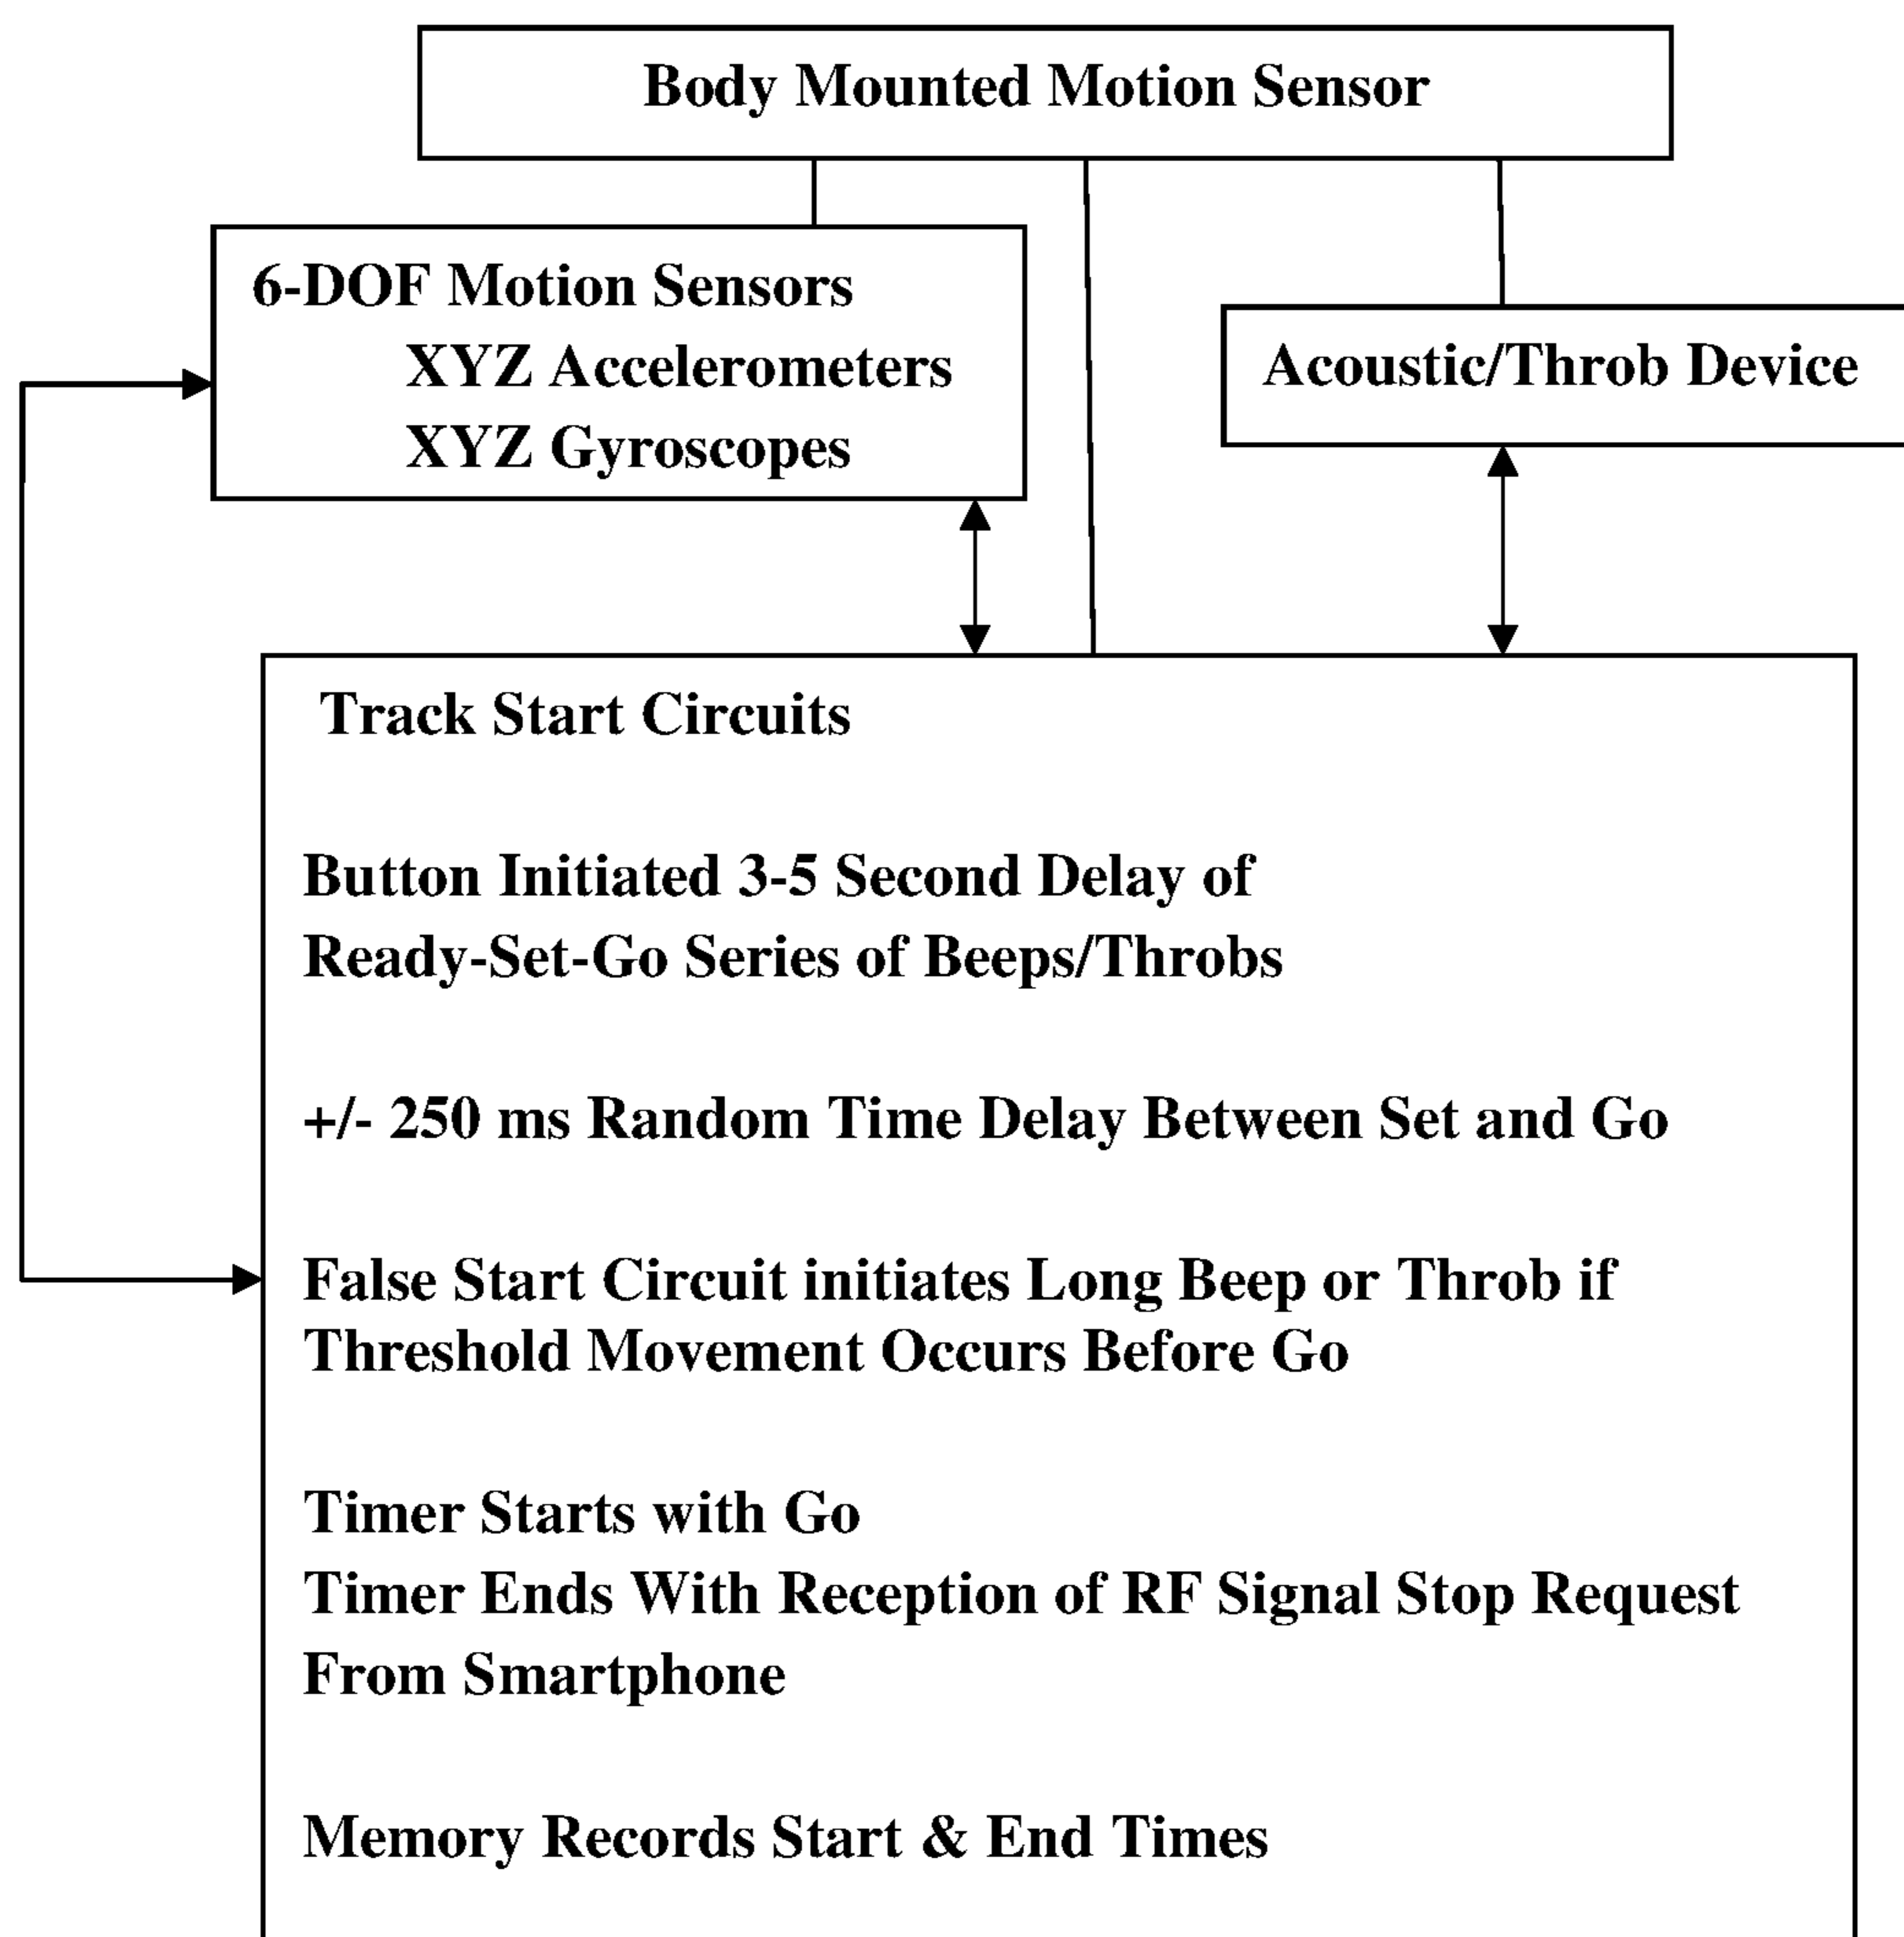 Body Mounted Motion Sensor
6-DOF Motion Sensors
XYZ Accelerometers
XYZ Gyroscopes
Acoustic/Throb Device
Track Start Circuits
Button Initiated 3-5 Second Delay of
Ready-Set-Go Series of Beeps/Throbs
+/- 250 ms Random Time Delay Between Set and Go
False Start Circuit initiates Long Beep or Throb if
Threshold Movement Occurs Before Go
Timer Starts with Go
Timer Ends With Reception of RF Signal Stop Request
From Smartphone
Memory Records Start & End Times